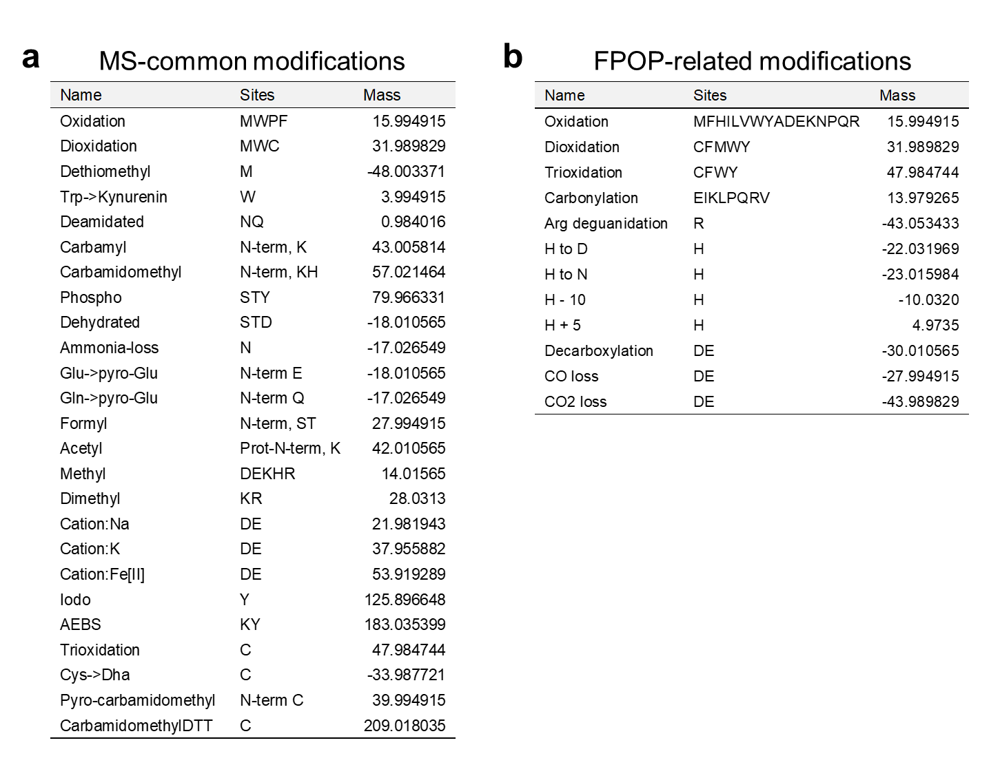 a
MS-common modifications
Name Sites Mass
Oxidation MWPF 15.994915
Dioxidation MWC 31.989829
Dethiomethyl M -48.003371
Trp->Kynurenin W 3.994915
Deamidated NQ 0.984016
Carbamyl N-term, K 43.005814
Carbamidomethyl N-term, KH 57.021464
Phospho STY 79.966331
Dehydrated STD -18.010565
Ammonia-loss N -17.026549
Glu->pyro-Glu N-term E -18.010565
Gln->pyro-Glu N-term Q -17.026549
Formyl N-term, ST 27.994915
Acetyl Prot-N-term, K 42.010565
Methyl DEKHR 14.01565
Dimethyl KR 28.0313
Cation:Na DE 21.981943
Cation:K DE 37.955882
Cation:Fe[II] DE 53.919289
Iodo Y 125.896648
AEBS KY 183.035399
Trioxidation C 47.984744
Cys->Dha C -33.987721
Pyro-carbamidomethyl N-term C 39.994915
CarbamidomethylDTT C 209.018035
b
FPOP-related modifications
Name Sites Mass
Oxidation MFHILVWYADEKNPQR 15.994915
Dioxidation CFMWY 31.989829
Trioxidation CFWY 47.984744
Carbonylation EIKLPQRV 13.979265
Arg deguanidation R -43.053433
H to D H -22.031969
H to N H -23.015984
H - 10 H -10.0320
H + 5 H 4.9735
Decarboxylation DE -30.010565
CO loss DE -27.994915
CO2 loss DE -43.989829